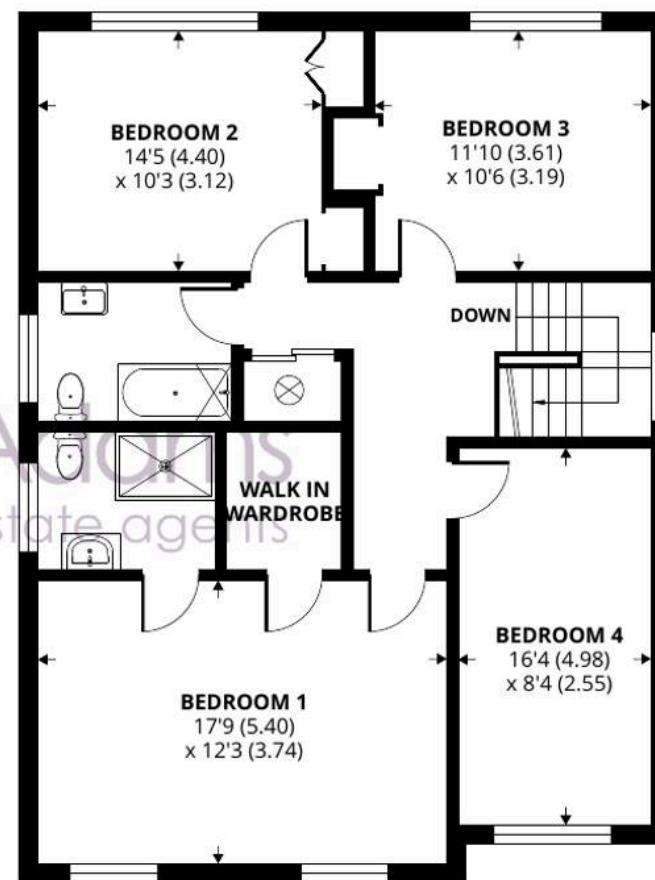 BEDROOM 2
14'5 (4.40)
x 10'3 (3.12)
BEDROOM 3
11'10 (3.61)
x 10'6 (3.19)
DOWN
Adams
state agents
WALK IN
WARDROBE
BEDROOM 4
16'4 (4.98)
x 8'4 (2.55)
BEDROOM 1
17'9 (5.40)
x 12'3 (3.74)